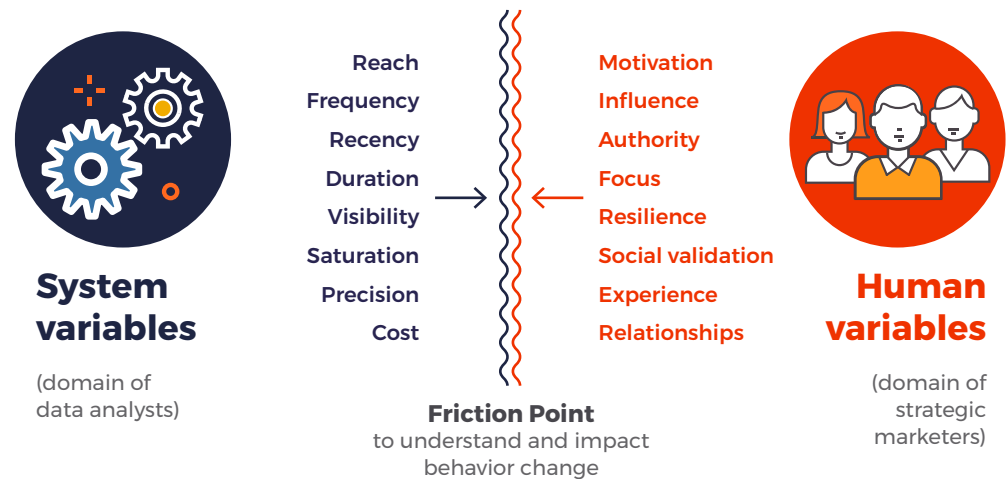 System
variables
(domain of
data analysts)
Reach
Frequency
Recency
Duration
Visibility
Saturation
Precision
Cost
Motivation
Influence
Authority
Focus
Resilience
Social validation
Experience
Relationships
Human
variables
(domain of
strategic
marketers)
Friction Point
to understand and impact
behavior change